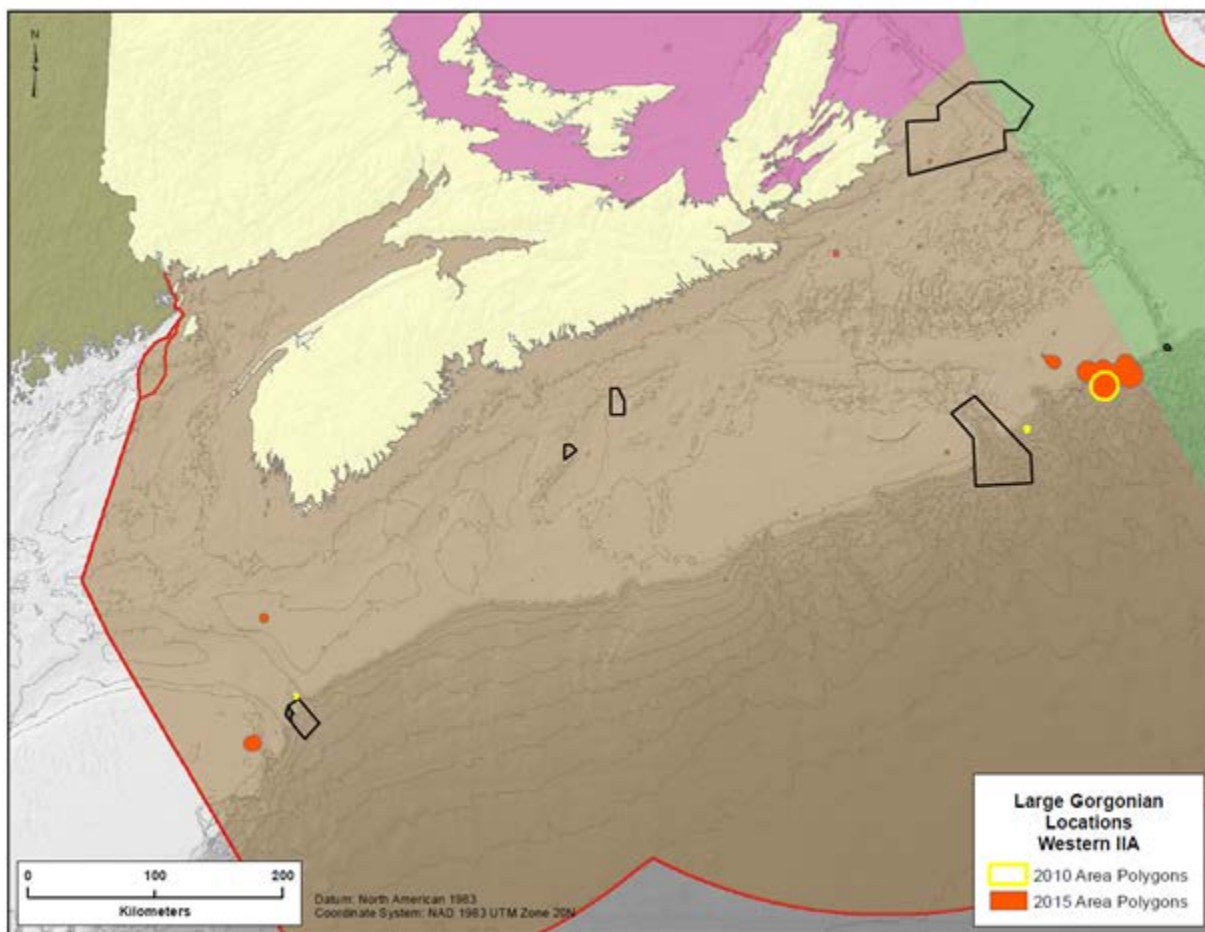 N
Large Gorgonian
Locations
Western IIA
2010 Area Polygons
2015 Area Polygons
0 100 200
Kilometers
Datum: North American 1983
Coordinate System: NAD 1983 UTM Zone 20N